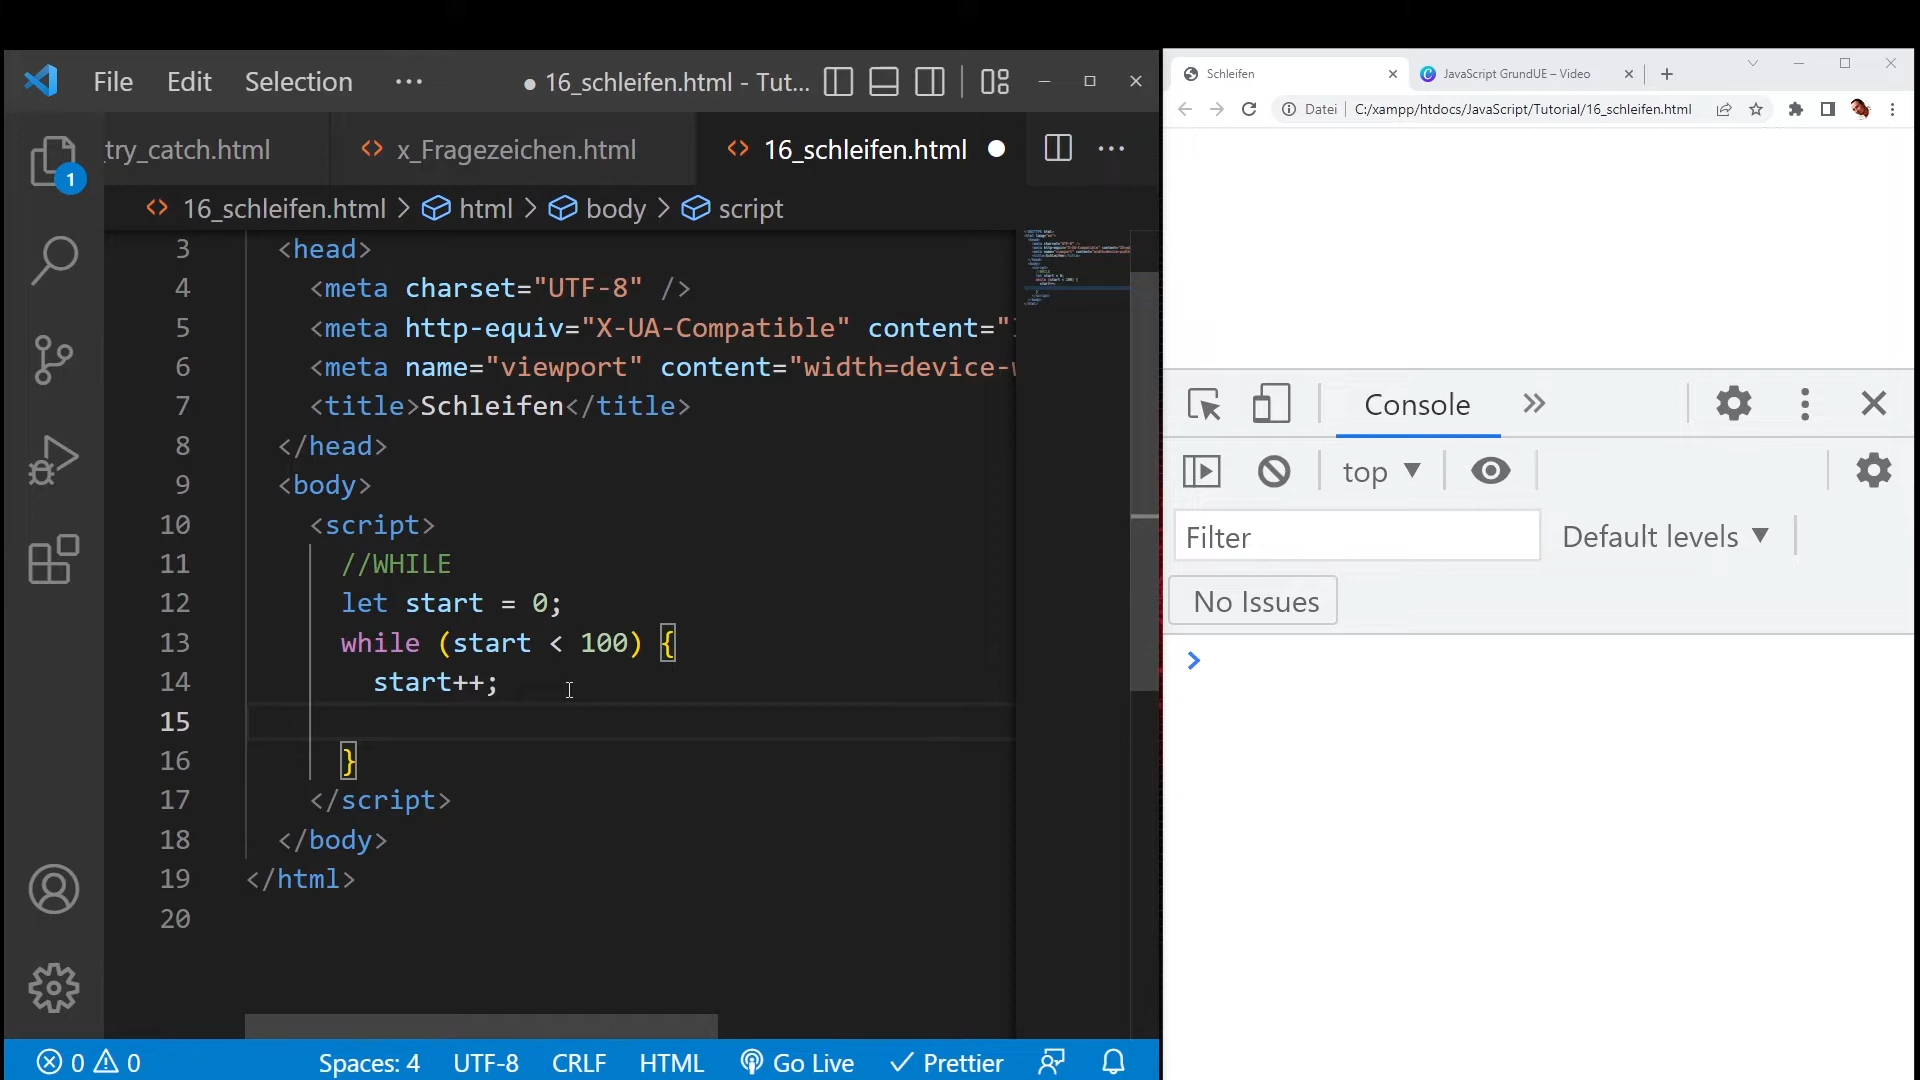 File Edit Selection ··· ● 16_schleifen.html - Tut...
_try_catch.html <> x_Fragezeichen.html <> 16_schleifen.html ● ···
<> 16_schleifen.html > html > body > script
3 <head>
4 <meta charset="UTF-8" />
5 <meta http-equiv="X-UA-Compatible" content="
6 <meta name="viewport" content="width=device-
7 <title>Schleifen</title>
8 </head>
9 <body>
10 <script>
11 //WHILE
12 let start = 0;
13 while (start < 100) {
14 start++;
15
16 }
17 </script>
18 </body>
19 </html>
20
0 0 Spaces: 4 UTF-8 CRLF HTML Go Live Prettier
1
Schleifen JavaScript GrundUE – Video
Datei C:/xampp/htdocs/JavaScript/Tutorial/16_schleifen.html
Console
top
Filter Default levels
No Issues